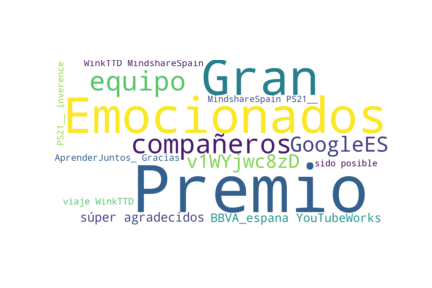 WinkTTD MindshareSpain
Gran
equipo
PS21__ inverence
MindshareSpain PS21__
Emocionados
compañeros
GoogleES
AprenderJuntos_ Gracias
v1WYjwc8zD
sido posible
Premio
viaje WinkTTD
súper agradecidos
BBVA_espana YouTubeWorks